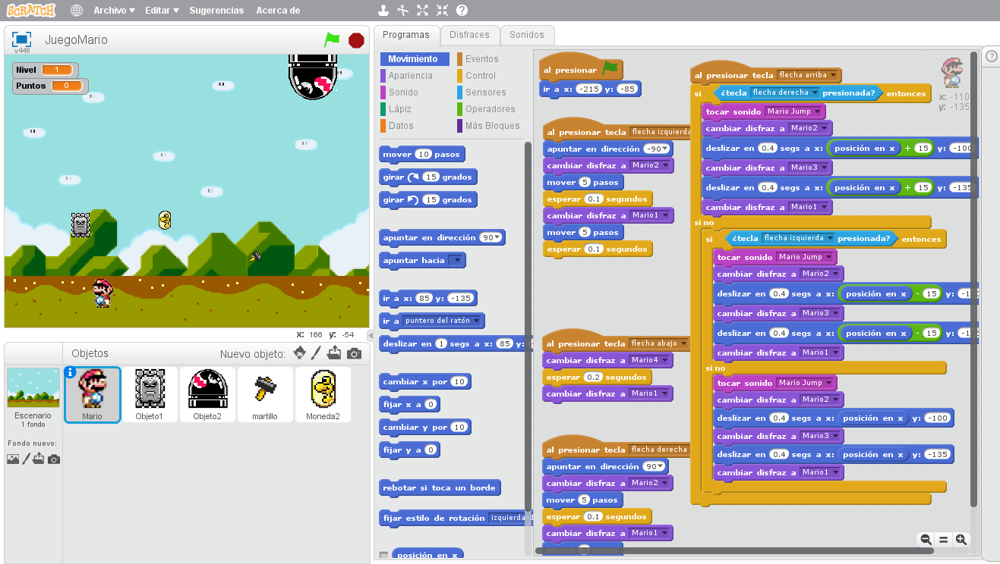 SCRATCH
Archivo ▾ Editar ▾ Sugerencias Acerca de
v446
JuegoMario
Nivel 1
Puntos 0
x: 166 y: -54
Objetos
Nuevo objeto:
Escenario
1 fondo
Fondo nuevo:
Mario
Objeto1
Objeto2
martillo
Moneda2
Programas
Disfraces
Sonidos
Movimiento
Apariencia
Sonido
Lápiz
Datos
Eventos
Control
Sensores
Operadores
Más Bloques
mover 10 pasos
girar 15 grados
girar 15 grados
apuntar en dirección 90▾
apuntar hacia
ir a x: 85 y: -135
ir a puntero del ratón
deslizar en 1 segs a x: 85 y:
cambiar x por 10
fijar x a 0
cambiar y por 10
fijar y a 0
rebotar si toca un borde
fijar estilo de rotación izquierda-d
posición en x
al presionar
ir a x: -215 y: -85
al presionar tecla flecha izquierda
apuntar en dirección -90▾
cambiar disfraz a Mario2
mover 5 pasos
esperar 0.1 segundos
cambiar disfraz a Mario1
mover 5 pasos
esperar 0.1 segundos
al presionar tecla flecha abajo
cambiar disfraz a Mario4
esperar 0.2 segundos
cambiar disfraz a Mario1
al presionar tecla flecha derecha
apuntar en dirección 90▾
cambiar disfraz a Mario2
mover 5 pasos
esperar 0.1 segundos
cambiar disfraz a Mario1
mover 5 pasos
al presionar tecla flecha arriba
si ¿tecla flecha derecha presionada? entonces
tocar sonido Mario Jump
cambiar disfraz a Mario2
deslizar en 0.4 segs a x: posición en x + 15 y: -100
cambiar disfraz a Mario3
deslizar en 0.4 segs a x: posición en x + 15 y: -135
cambiar disfraz a Mario1
si no
si ¿tecla flecha izquierda presionada? entonces
tocar sonido Mario Jump
cambiar disfraz a Mario2
deslizar en 0.4 segs a x: posición en x - 15 y: -100
cambiar disfraz a Mario3
deslizar en 0.4 segs a x: posición en x - 15 y:
cambiar disfraz a Mario1
si no
tocar sonido Mario Jump
cambiar disfraz a Mario2
deslizar en 0.4 segs a x: posición en x y: -100
cambiar disfraz a Mario3
deslizar en 0.4 segs a x: posición en x y: -135
cambiar disfraz a Mario1
x: -110
y: -135